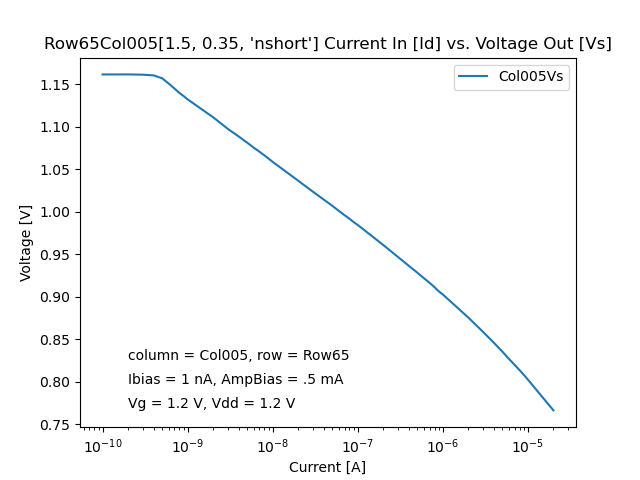 Row65Col005[1.5, 0.35, 'nshort'] Current In [Id] vs. Voltage Out [Vs]
Col005Vs
1.15
1.10
1.05
1.00
0.95
0.90
0.85
0.80
0.75
Voltage [V]
column = Col005, row = Row65
Ibias = 1 nA, AmpBias = .5 mA
Vg = 1.2 V, Vdd = 1.2 V
10⁻¹⁰ 10⁻⁹ 10⁻⁸ 10⁻⁷ 10⁻⁶ 10⁻⁵
Current [A]